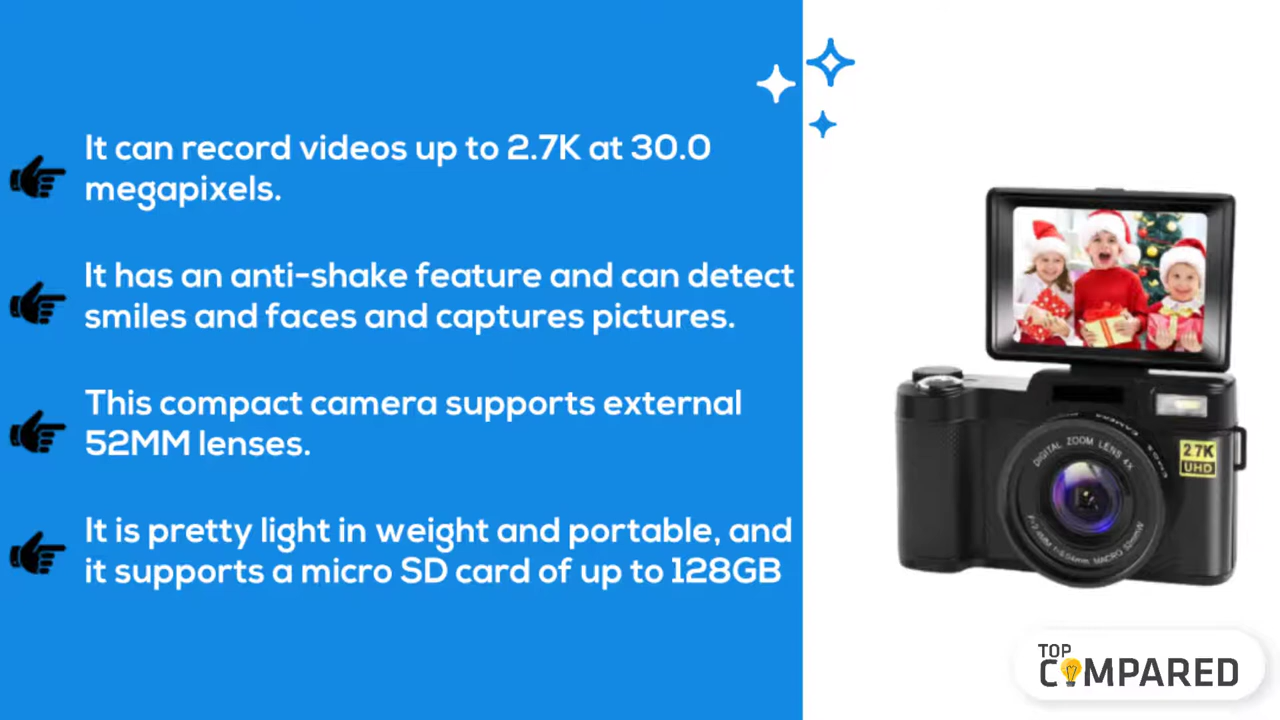 It can record videos up to 2.7K at 30.0
megapixels.
It has an anti-shake feature and can detect
smiles and faces and captures pictures.
This compact camera supports external
52MM lenses.
It is pretty light in weight and portable, and
it supports a micro SD card of up to 128GB
DIGITAL ZOOM LENS 4X
2.7K
UHD
TOP
COMPARED